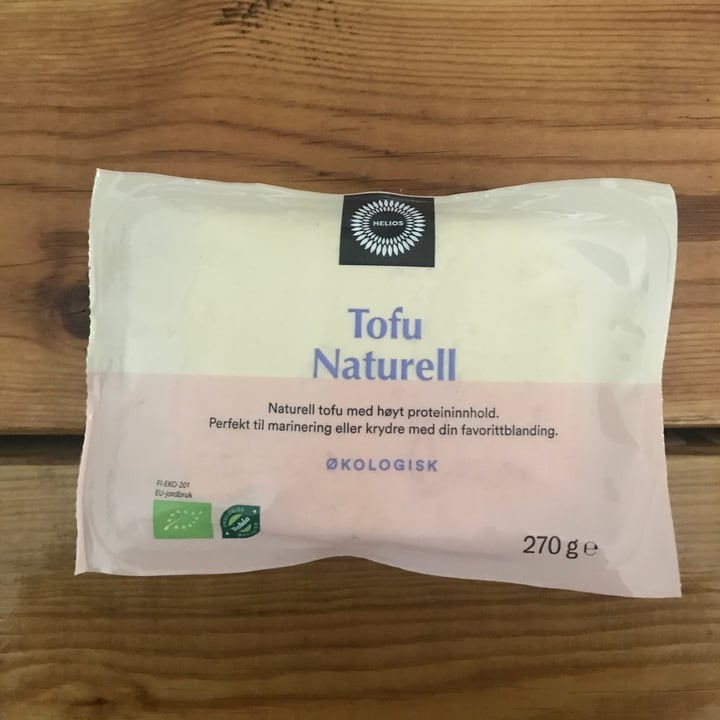 HELIOS
Tofu
Naturell
Naturell tofu med høyt proteininnhold.
Perfekt til marinering eller krydre med din favorittblanding.
ØKOLOGISK
FI-EKO-201
EU-jordbruk
Debio
270 g ℮